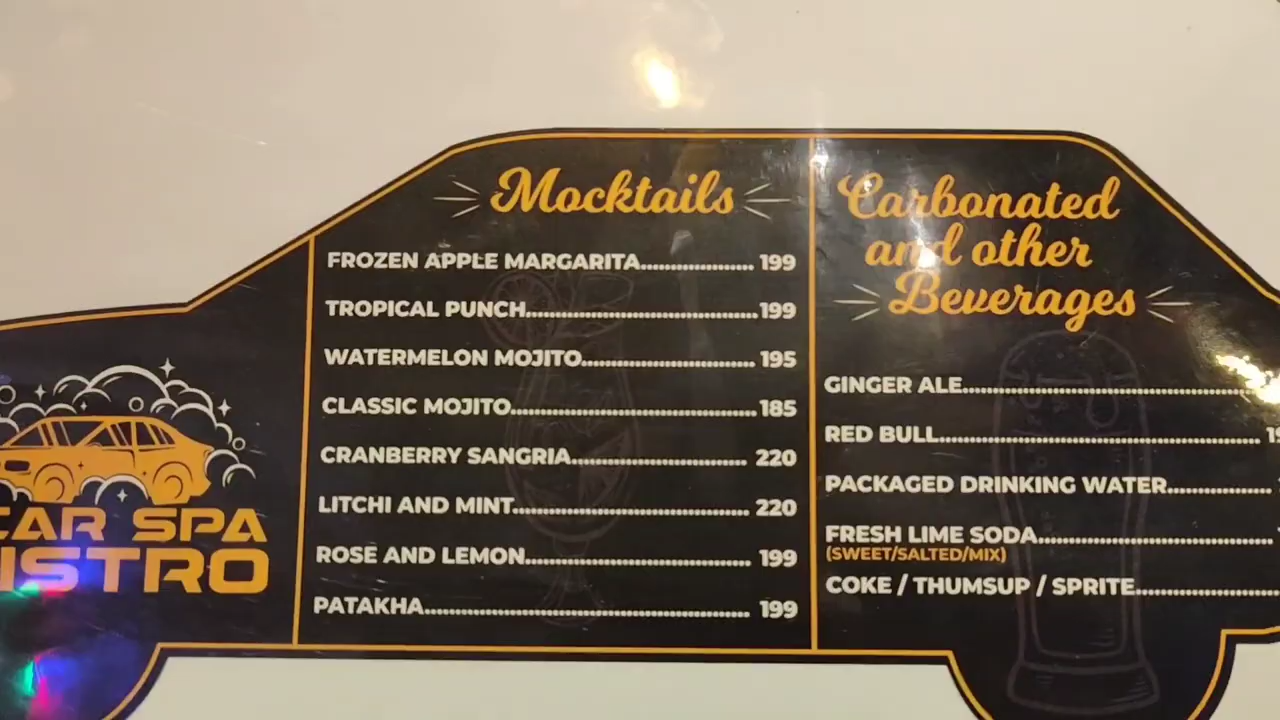 Mocktails
FROZEN APPLE MARGARITA.................... 199
TROPICAL PUNCH.......................................199
WATERMELON MOJITO............................. 195
CLASSIC MOJITO.........................................185
CRANBERRY SANGRIA............................. 220
LITCHI AND MINT....................................... 220
ROSE AND LEMON..................................... 199
PATAKHA...................................................... 199
Carbonated
and other
Beverages
GINGER ALE
RED BULL
PACKAGED DRINKING WATER
FRESH LIME SODA
(SWEET/SALTED/MIX)
COKE / THUMSUP / SPRITE
CAR SPA
ISTRO